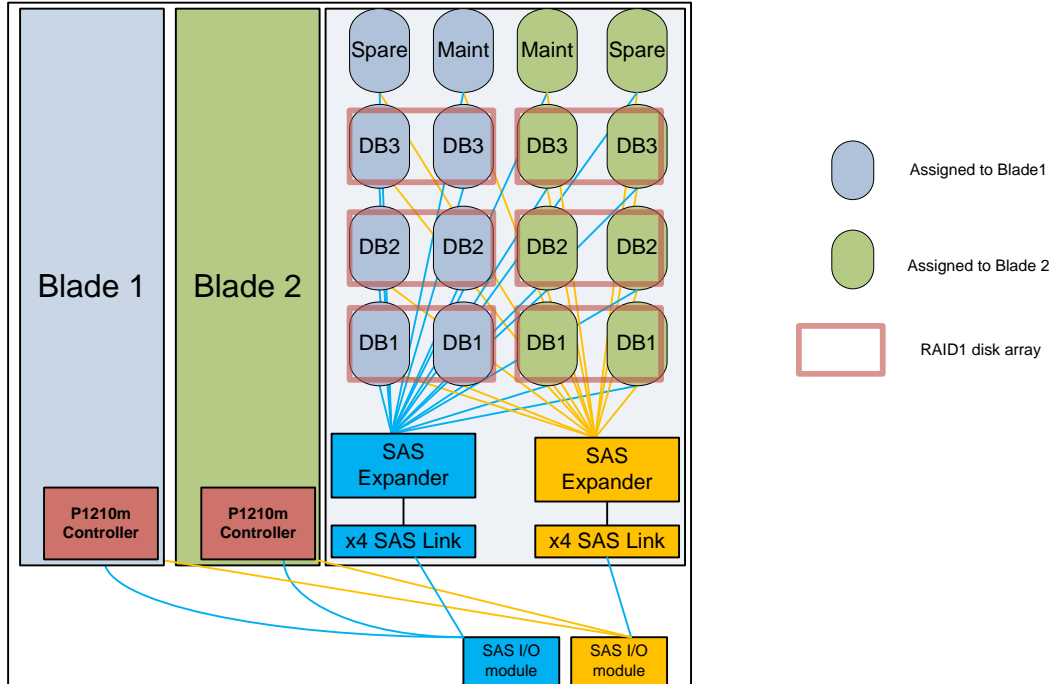 Spare Maint Maint Spare
DB3 DB3 DB3 DB3
DB2 DB2 DB2 DB2
DB1 DB1 DB1 DB1
Blade 1
Blade 2
SAS
Expander
SAS
Expander
P1210m
Controller
P1210m
Controller
x4 SAS Link
x4 SAS Link
SAS I/O
module
SAS I/O
module
Assigned to Blade1
Assigned to Blade 2
RAID1 disk array